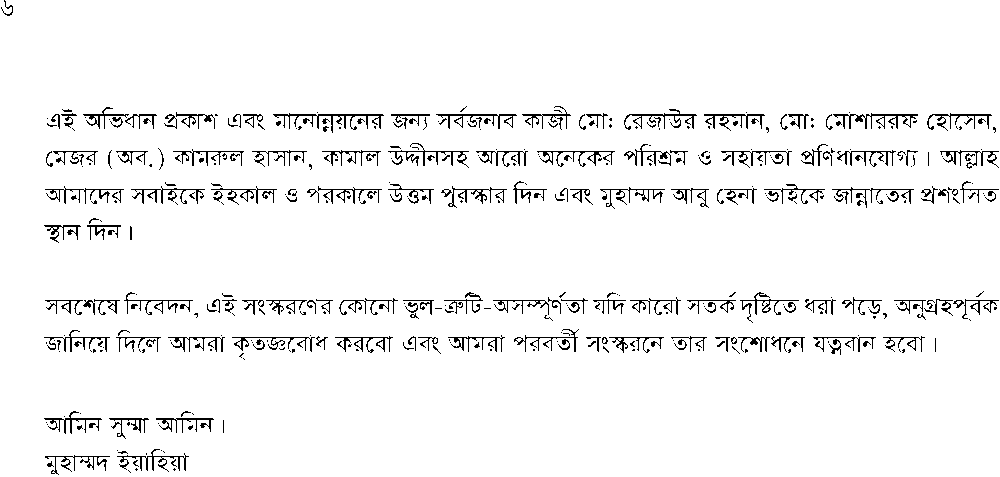 ৬
এই অভিধান প্রকাশ এবং মানোন্নয়নের জন্য সর্বজনাব কাজী মো: রেজাউর রহমান, মো: মোশাররফ হোসেন,
মেজর (অব.) কামরুল হাসান, কামাল উদ্দীনসহ আরো অনেকের পরিশ্রম ও সহায়তা প্রণিধানযোগ্য। আল্লাহ
আমাদের সবাইকে ইহকাল ও পরকালে উত্তম পুরস্কার দিন এবং মুহাম্মদ আবু হেনা ভাইকে জান্নাতের প্রশংসিত
স্থান দিন।
সবশেষে নিবেদন, এই সংস্করণের কোনো ভুল-ত্রুটি-অসম্পূর্ণতা যদি কারো সতর্ক দৃষ্টিতে ধরা পড়ে, অনুগ্রহপূর্বক
জানিয়ে দিলে আমরা কৃতজ্ঞবোধ করবো এবং আমরা পরবর্তী সংস্করনে তার সংশোধনে যত্নবান হবো।
আমিন সুম্মা আমিন।
মুহাম্মদ ইয়াহিয়া